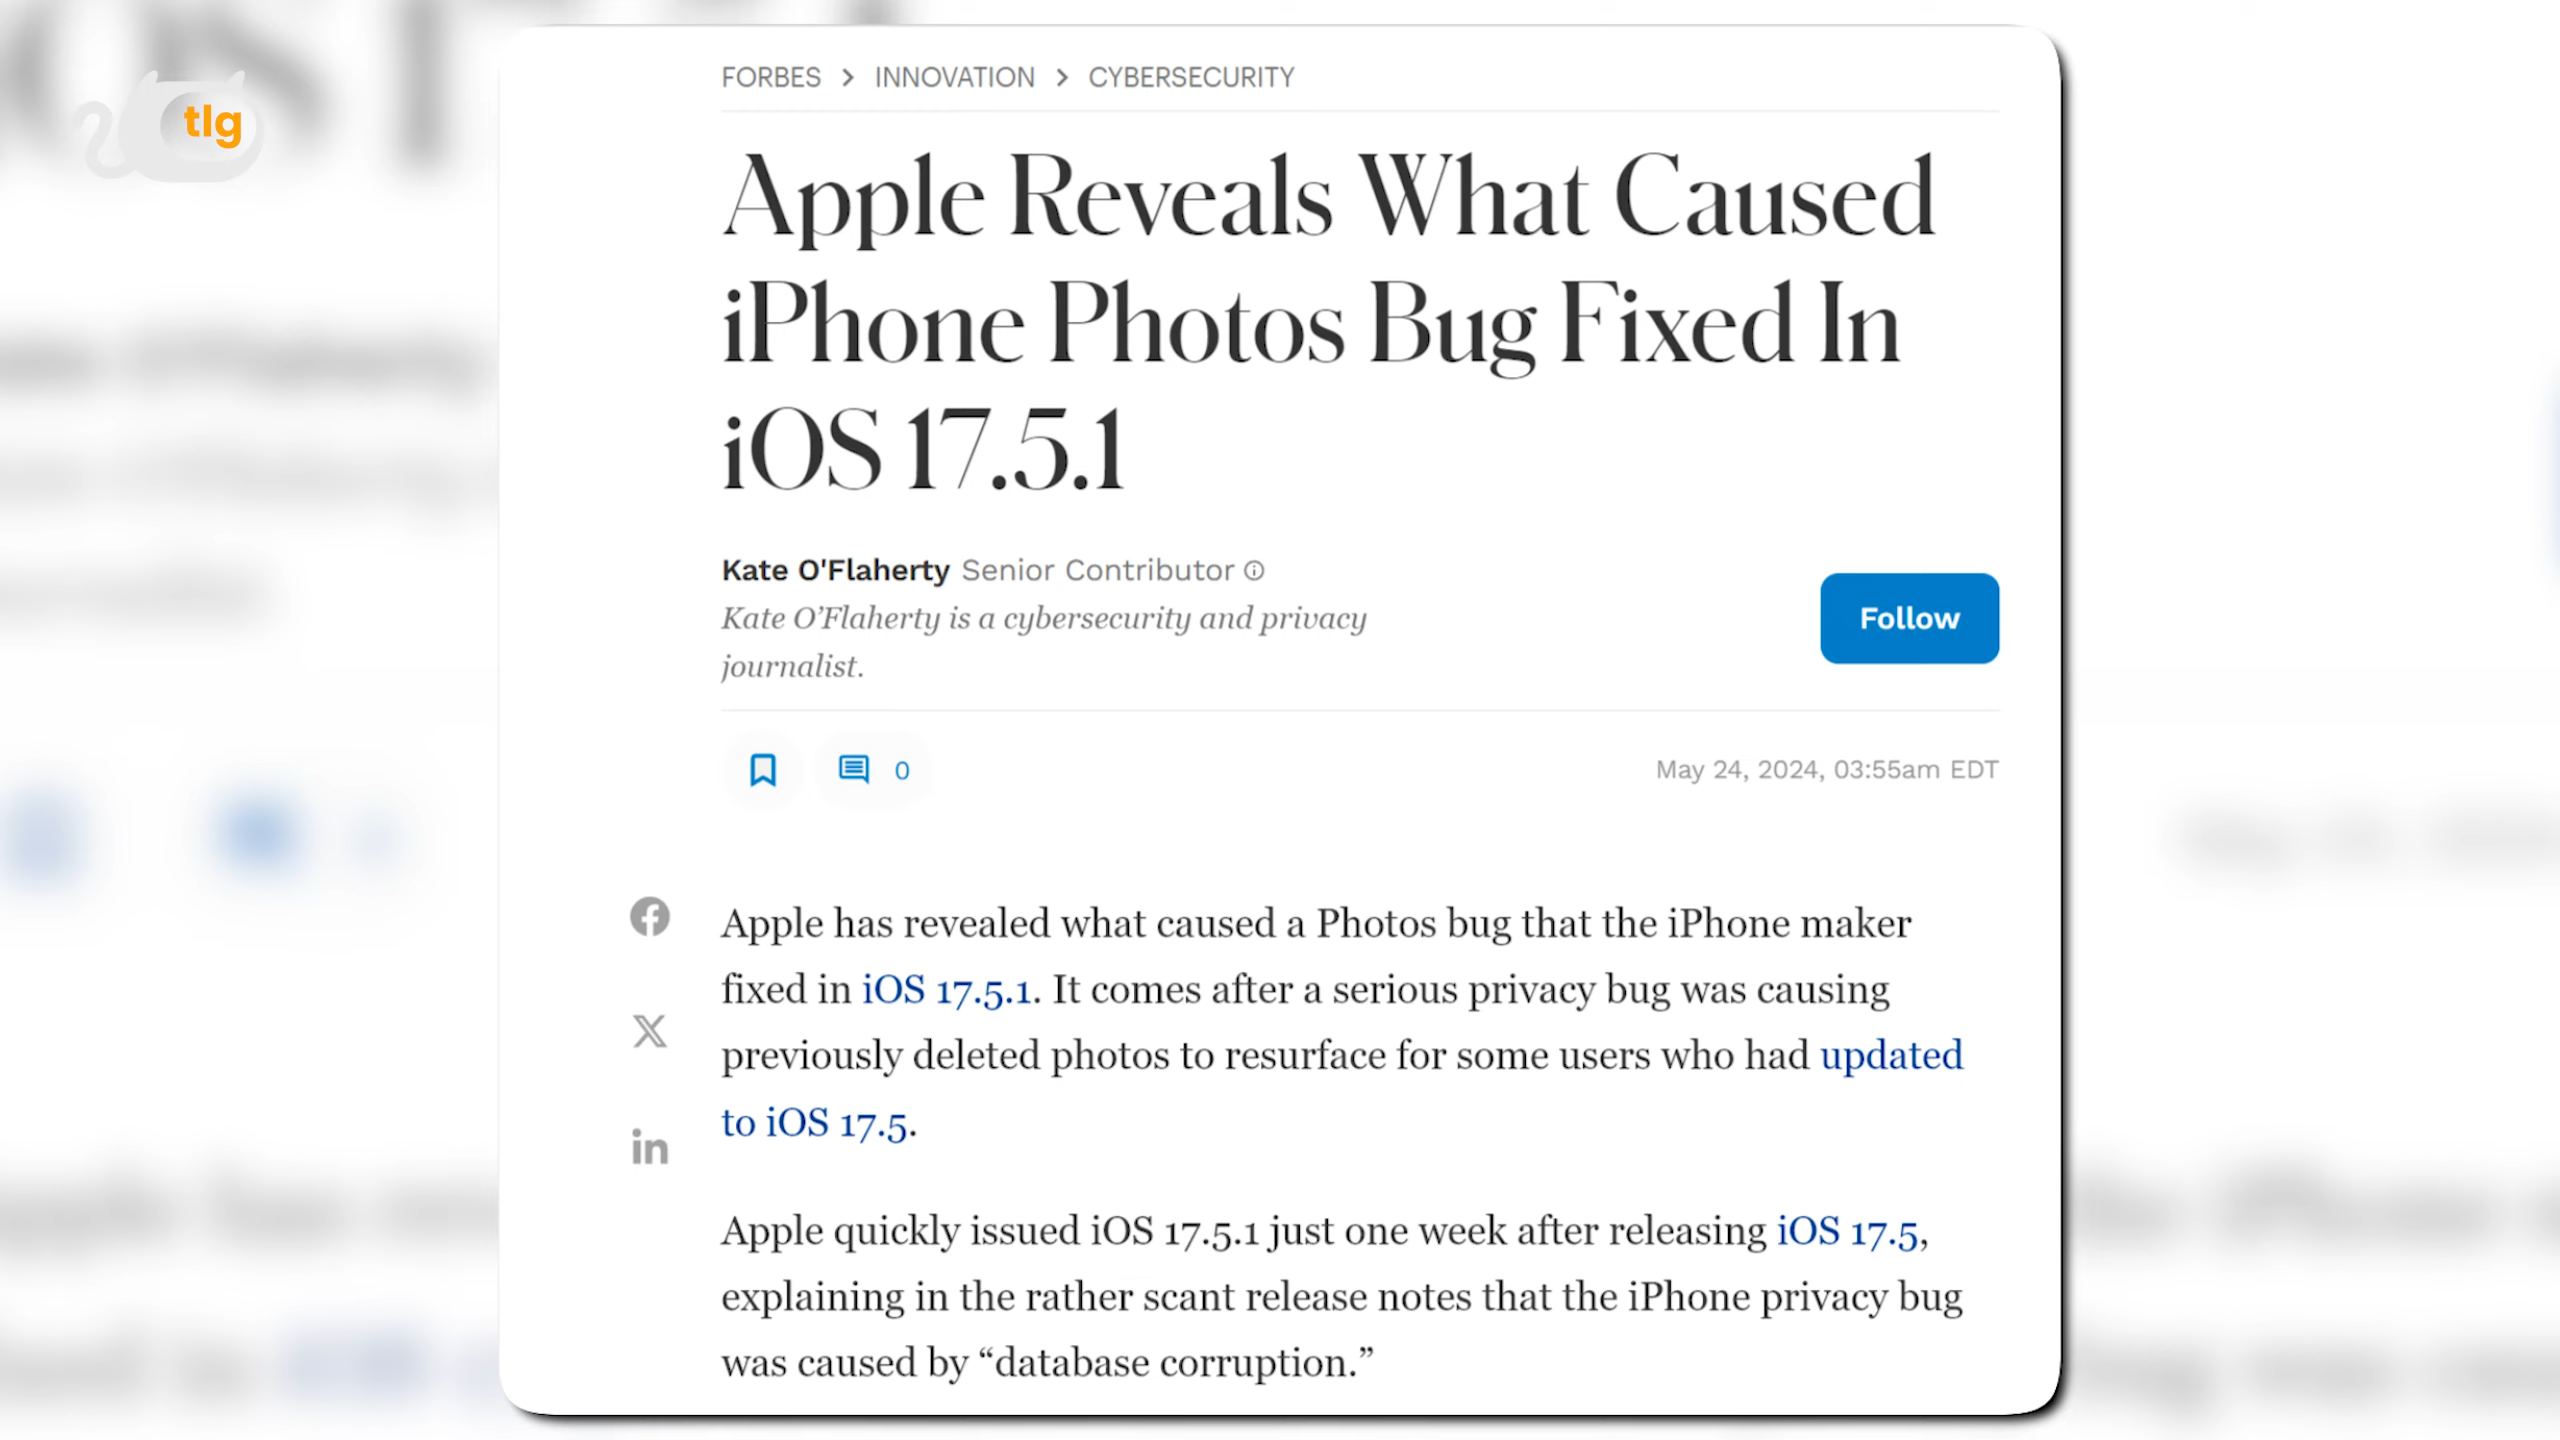 tlg
FORBES > INNOVATION > CYBERSECURITY
Apple Reveals What Caused
iPhone Photos Bug Fixed In
iOS 17.5.1
Kate O'Flaherty Senior Contributor
Kate O’Flaherty is a cybersecurity and privacy
journalist.
Follow
0
May 24, 2024, 03:55am EDT
Apple has revealed what caused a Photos bug that the iPhone maker
fixed in iOS 17.5.1. It comes after a serious privacy bug was causing
previously deleted photos to resurface for some users who had updated
to iOS 17.5.
Apple quickly issued iOS 17.5.1 just one week after releasing iOS 17.5,
explaining in the rather scant release notes that the iPhone privacy bug
was caused by “database corruption.”